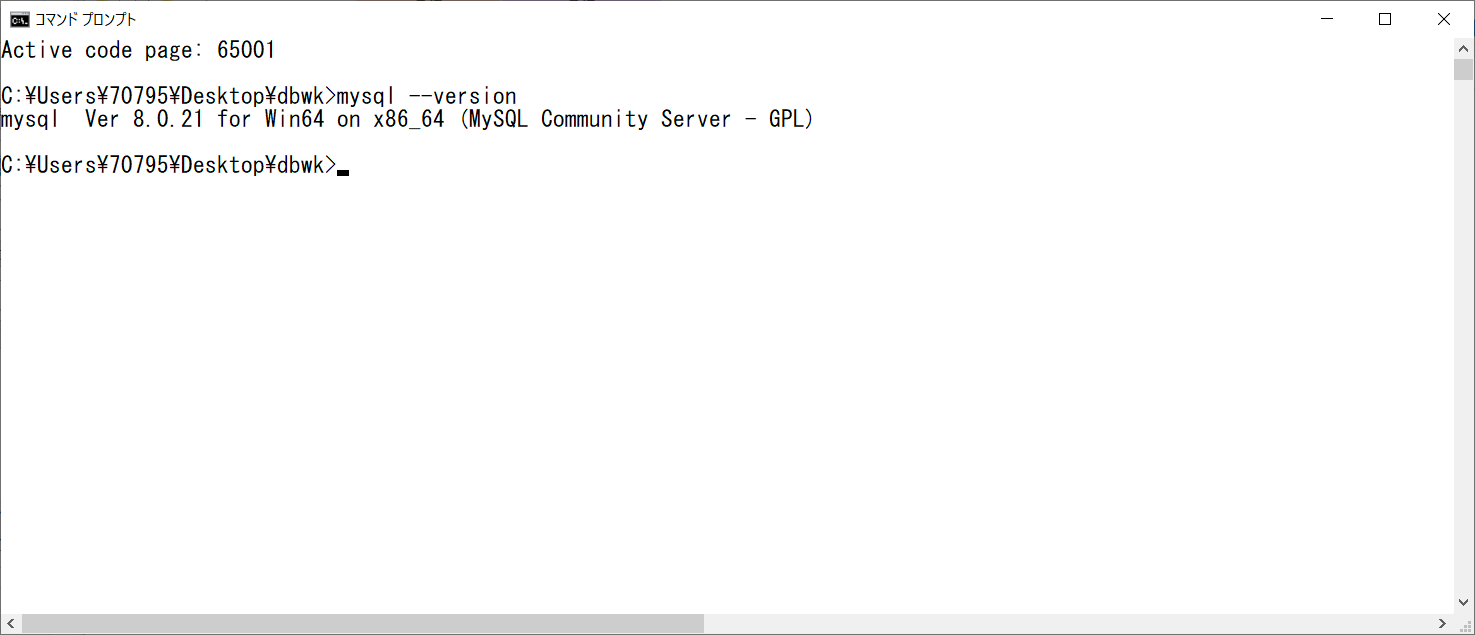 コマンド プロンプト
Active code page: 65001
C:¥Users¥70795¥Desktop¥dbwk>mysql --version
mysql  Ver 8.0.21 for Win64 on x86_64 (MySQL Community Server - GPL)
C:¥Users¥70795¥Desktop¥dbwk>